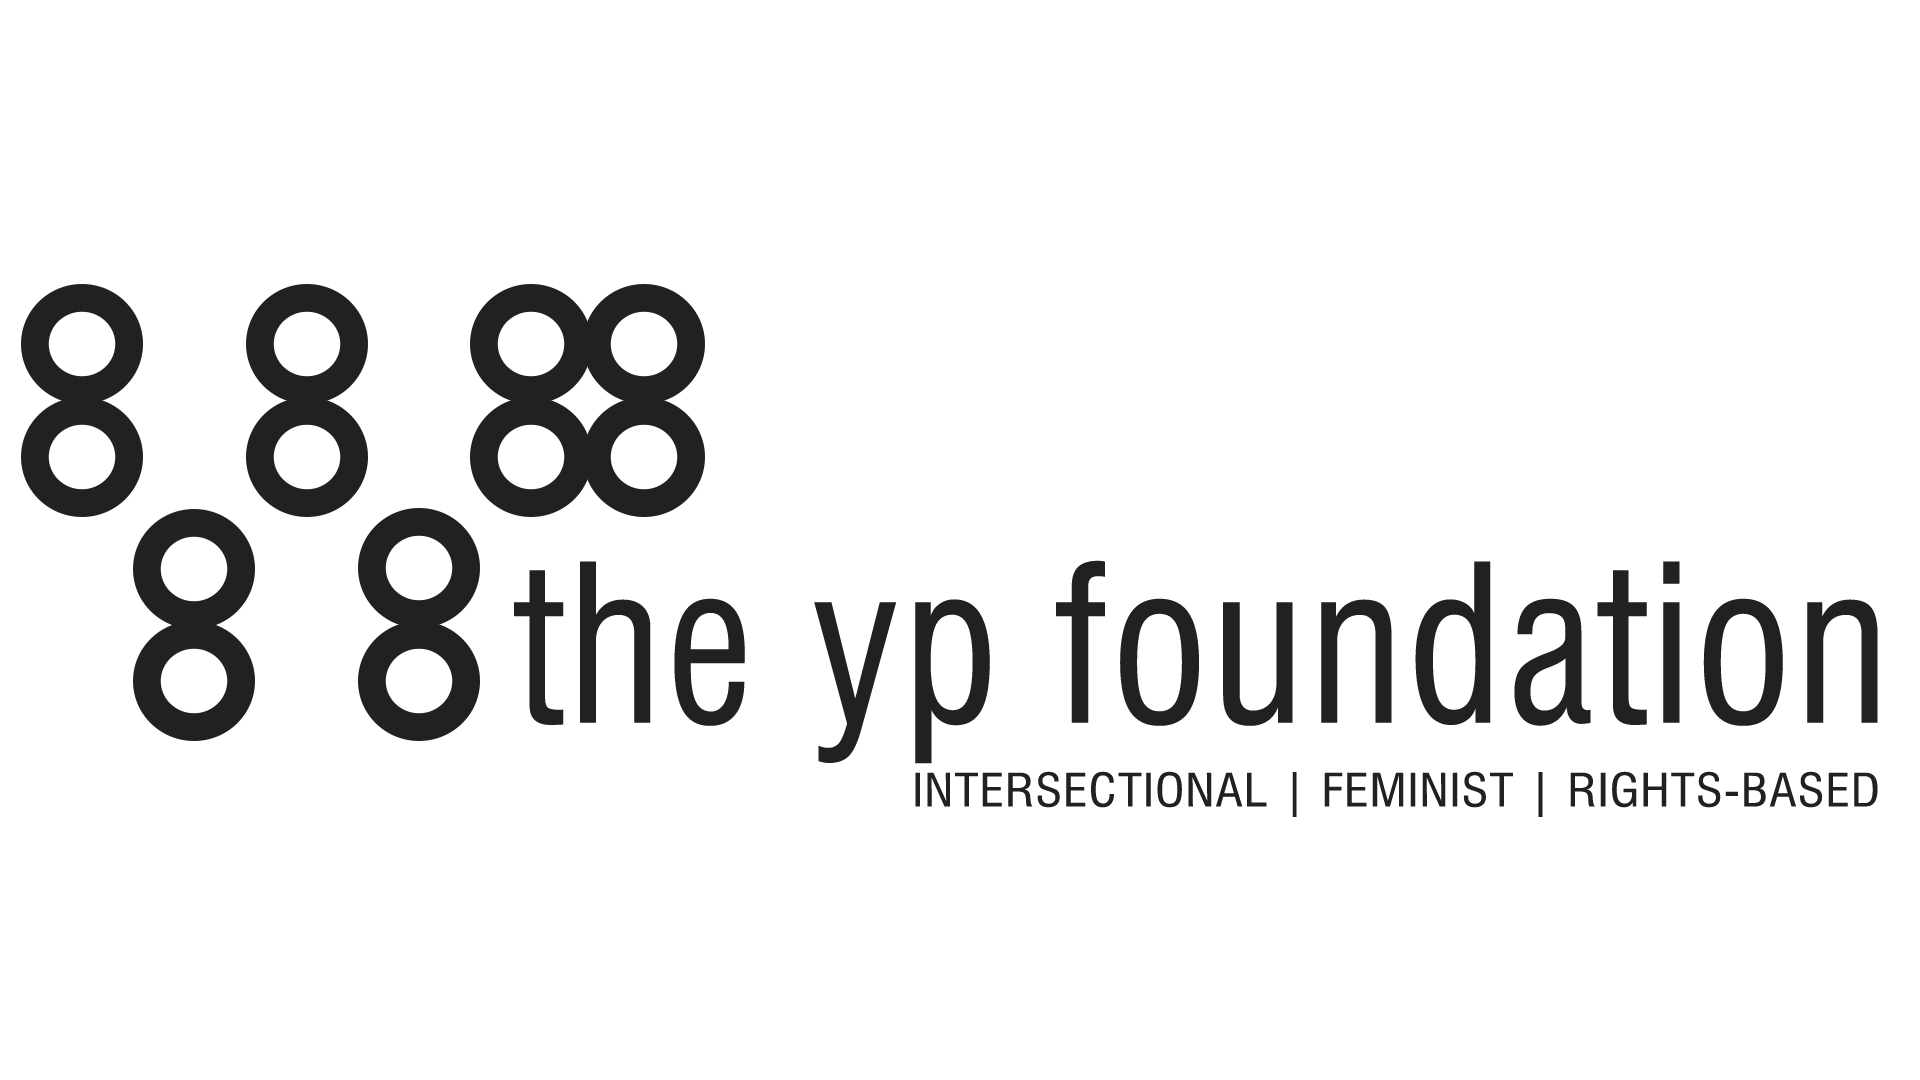 the yp foundation
INTERSECTIONAL | FEMINIST | RIGHTS-BASED